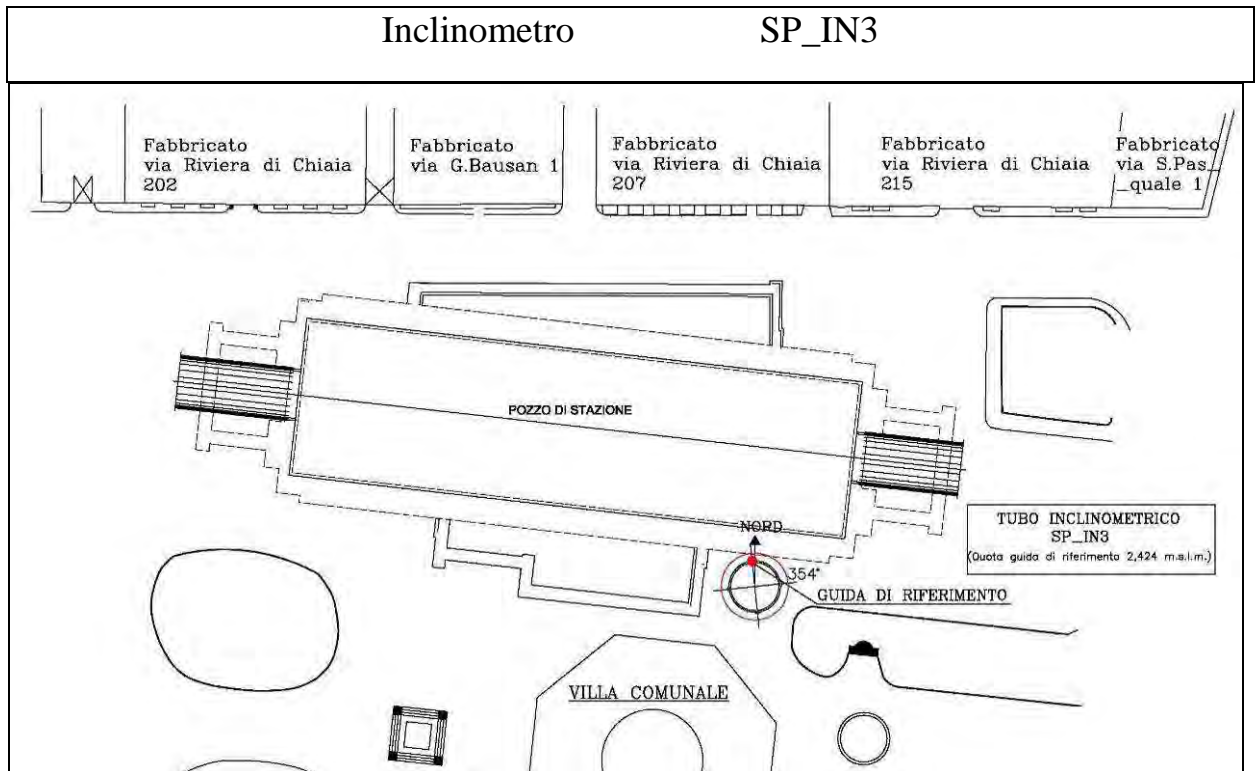 Inclinometro SP_IN3
Fabbricato
via Riviera di Chiaia
202
Fabbricato
via G.Bausan 1
Fabbricato
via Riviera di Chiaia
207
Fabbricato
via Riviera di Chiaia
215
Fabbricato
via S.Pas_
_quale 1
POZZO DI STAZIONE
NORD
354°
GUIDA DI RIFERIMENTO
TUBO INCLINOMETRICO
SP_IN3
(Quota guida di riferimento 2,424 m.s.l.m.)
VILLA COMUNALE